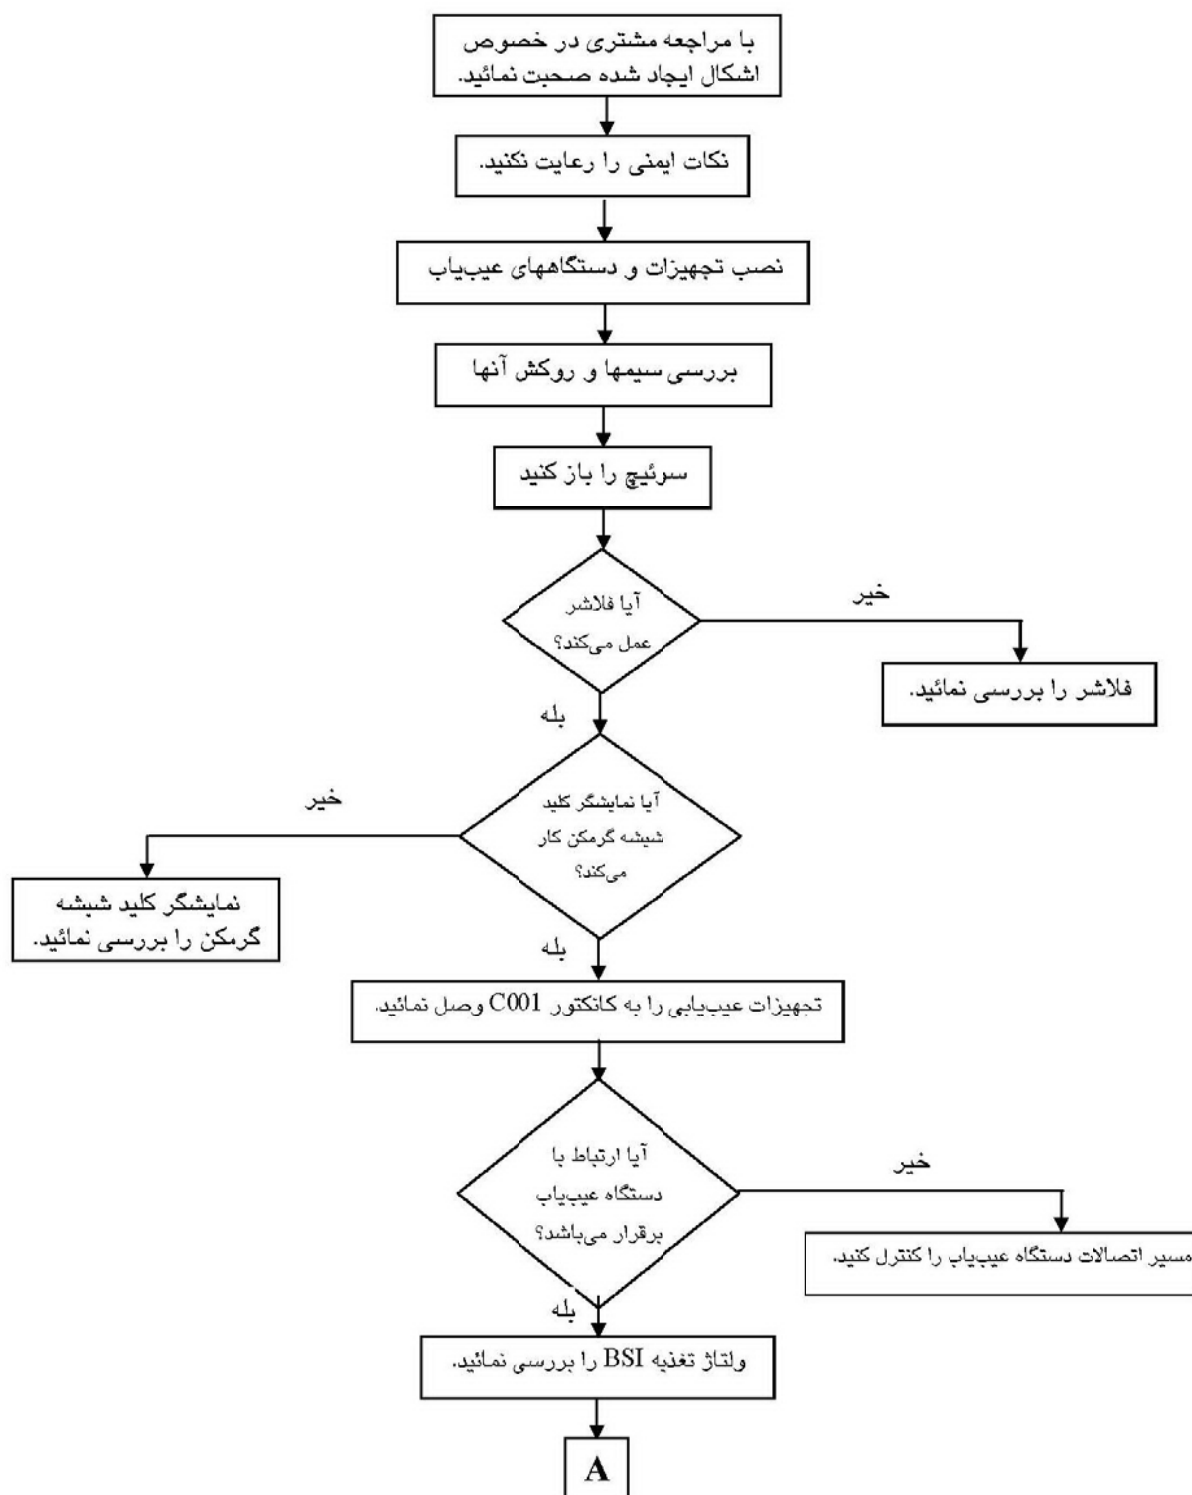 با مراجعه مشتری در خصوص
اشکال ایجاد شده صحبت نمائید.
نکات ایمنی را رعایت نکنید.
نصب تجهیزات و دستگاههای عیب‌یاب
بررسی سیمها و روکش آنها
سوئیچ را باز کنید
آیا فلاشر
عمل می‌کند؟
خیر
فلاشر را بررسی نمائید.
بله
آیا نمایشگر کلید
شیشه گرمکن کار
می‌کند؟
خیر
نمایشگر کلید شیشه
گرمکن را بررسی نمائید.
بله
تجهیزات عیب‌یابی را به کانکتور C001 وصل نمائید.
آیا ارتباط با
دستگاه عیب‌یاب
برقرار می‌باشد؟
خیر
مسیر اتصالات دستگاه عیب‌یاب را کنترل کنید.
بله
ولتاژ تغذیه BSI را بررسی نمائید.
A